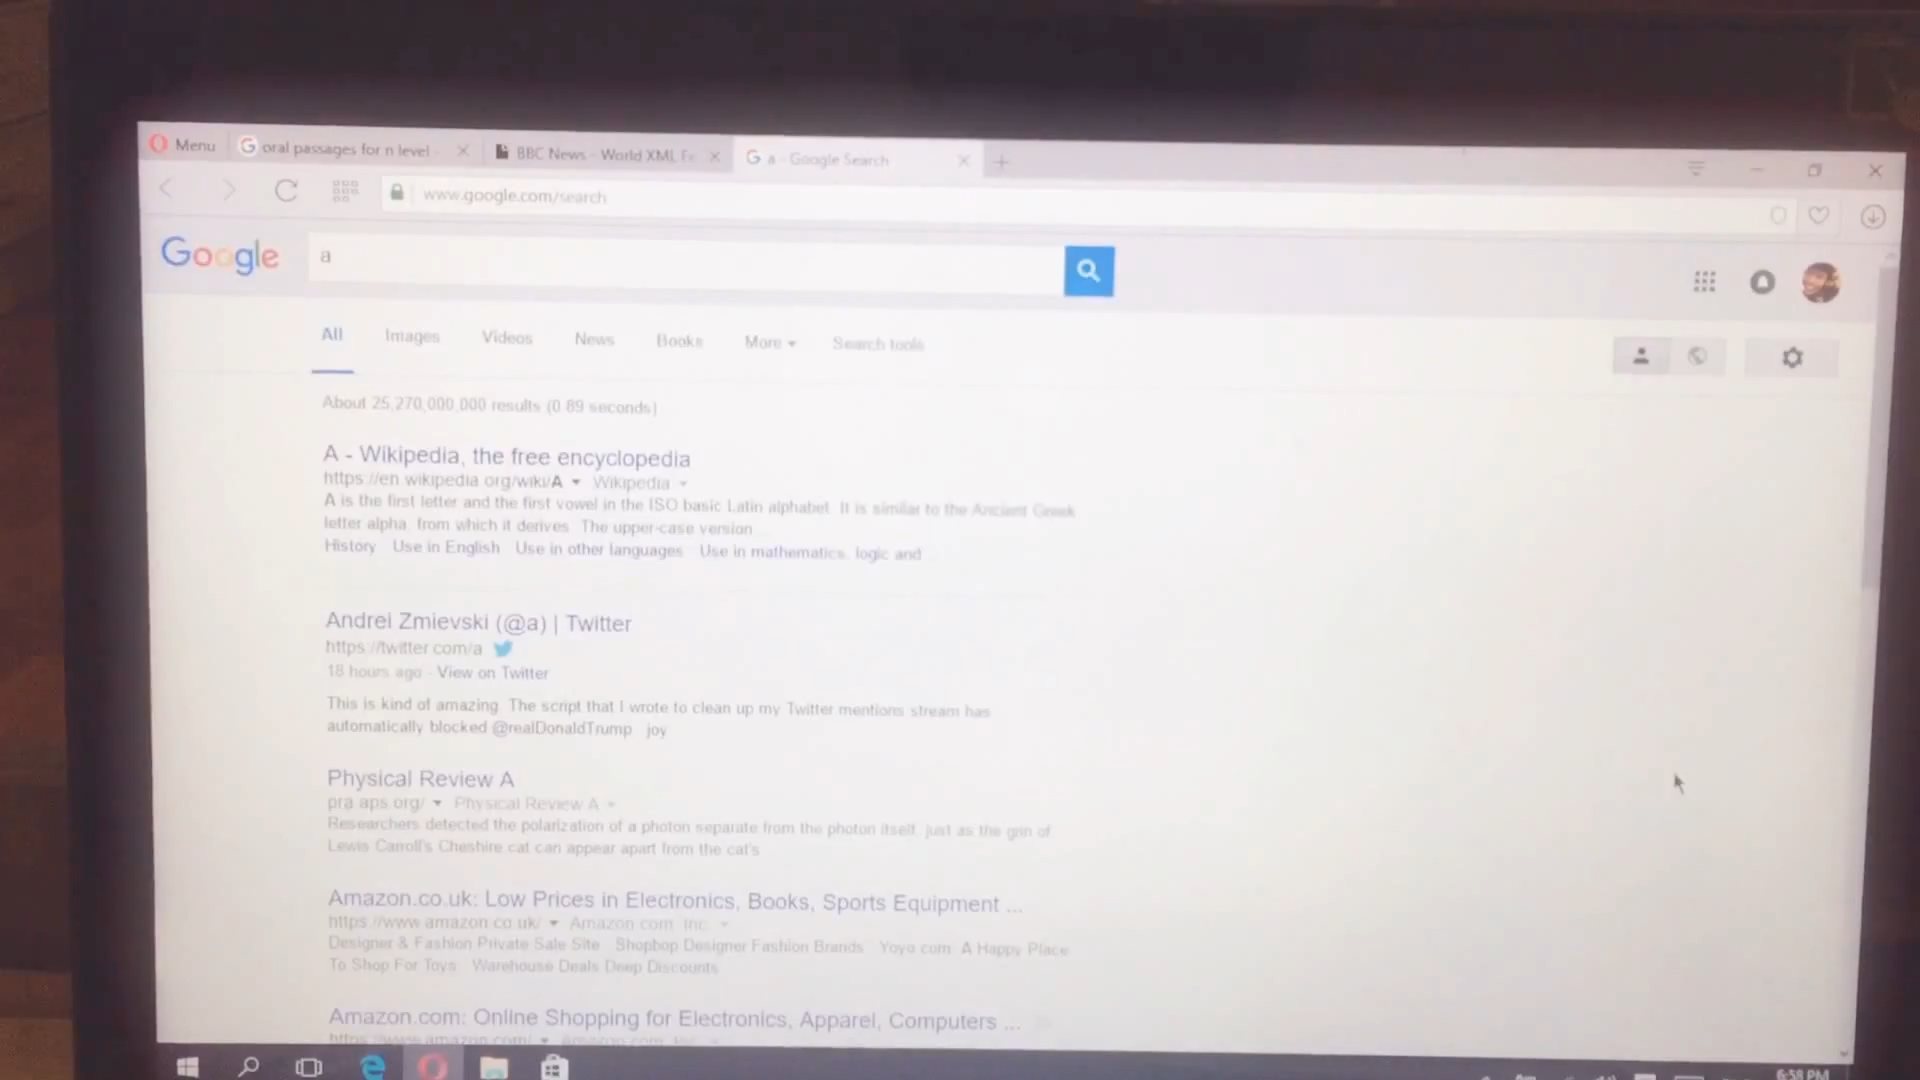 Menu
oral passages for n level -
BBC News - World XML Fe
a - Google Search
www.google.com/search
Google
a
All Images Videos News Books More Search tools
About 25,270,000,000 results (0.89 seconds)
A - Wikipedia, the free encyclopedia
https://en.wikipedia.org/wiki/A Wikipedia
A is the first letter and the first vowel in the ISO basic Latin alphabet. It is similar to the Ancient Greek
letter alpha, from which it derives. The upper-case version
History Use in English Use in other languages Use in mathematics, logic and
Andrei Zmievski (@a) | Twitter
https://twitter.com/a
18 hours ago - View on Twitter
This is kind of amazing. The script that I wrote to clean up my Twitter mentions stream has
automatically blocked @realDonaldTrump joy
Physical Review A
pra.aps.org/ Physical Review A
Researchers detected the polarization of a photon separate from the photon itself, just as the grin of
Lewis Carroll's Cheshire cat can appear apart from the cat's
Amazon.co.uk: Low Prices in Electronics, Books, Sports Equipment ...
https://www.amazon.co.uk/ Amazon.com, Inc.
Designer & Fashion Private Sale Site Shopbop Designer Fashion Brands Yoyo.com A Happy Place
To Shop For Toys Warehouse Deals Deep Discounts
Amazon.com: Online Shopping for Electronics, Apparel, Computers ...
https://www.amazon.com/ Amazon.com, Inc.
6:58 PM